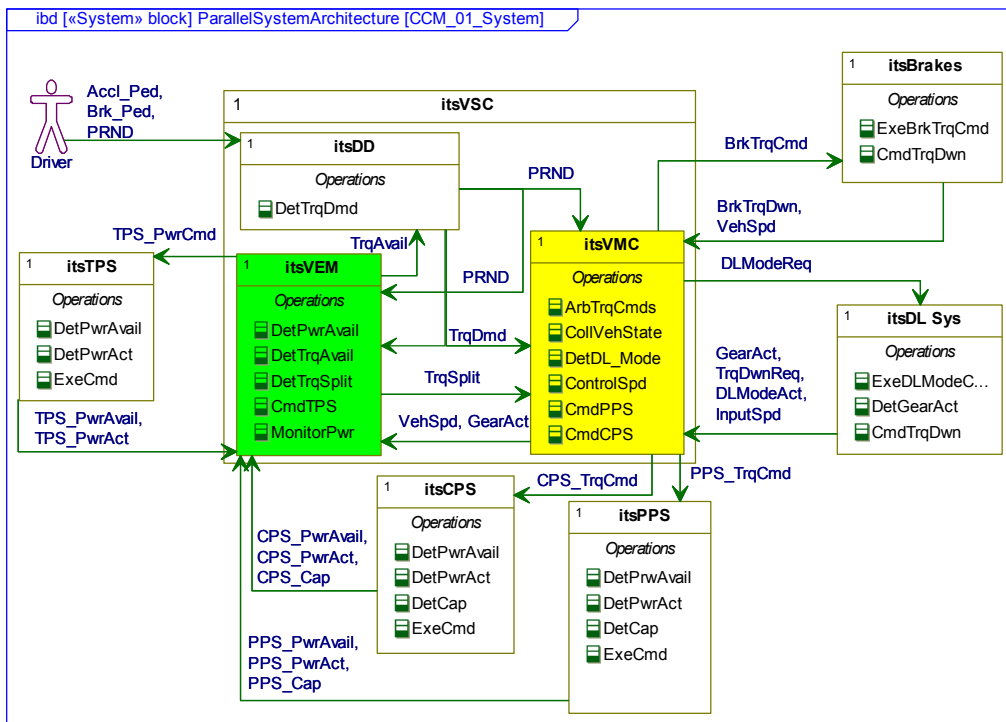 ibd [«System» block] ParallelSystemArchitecture [CCM_01_System]
Accl_Ped,
Brk_Ped,
PRND
Driver
1
itsVSC
1
itsDD
Operations
DetTrqDmd
PRND
BrkTrqCmd
1
itsBrakes
Operations
ExeBrkTrqCmd
CmdTrqDwn
BrkTrqDwn,
VehSpd
TPS_PwrCmd
TrqAvail
1
itsTPS
Operations
DetPwrAvail
DetPwrAct
ExeCmd
TPS_PwrAvail,
TPS_PwrAct
1
itsVEM
Operations
DetPwrAvail
DetTrqAvail
DetTrqSplit
CmdTPS
MonitorPwr
PRND
TrqDmd
TrqSplit
VehSpd, GearAct
1
itsVMC
Operations
ArbTrqCmds
CollVehState
DetDL_Mode
ControlSpd
CmdPPS
CmdCPS
DLModeReq
1
itsDL Sys
Operations
ExeDLModeC...
DetGearAct
CmdTrqDwn
GearAct,
TrqDwnReq,
DLModeAct,
InputSpd
CPS_TrqCmd
PPS_TrqCmd
1
itsCPS
Operations
DetPwrAvail
DetPwrAct
DetCap
ExeCmd
CPS_PwrAvail,
CPS_PwrAct,
CPS_Cap
1
itsPPS
Operations
DetPrwAvail
DetPwrAct
DetCap
ExeCmd
PPS_PwrAvail,
PPS_PwrAct,
PPS_Cap